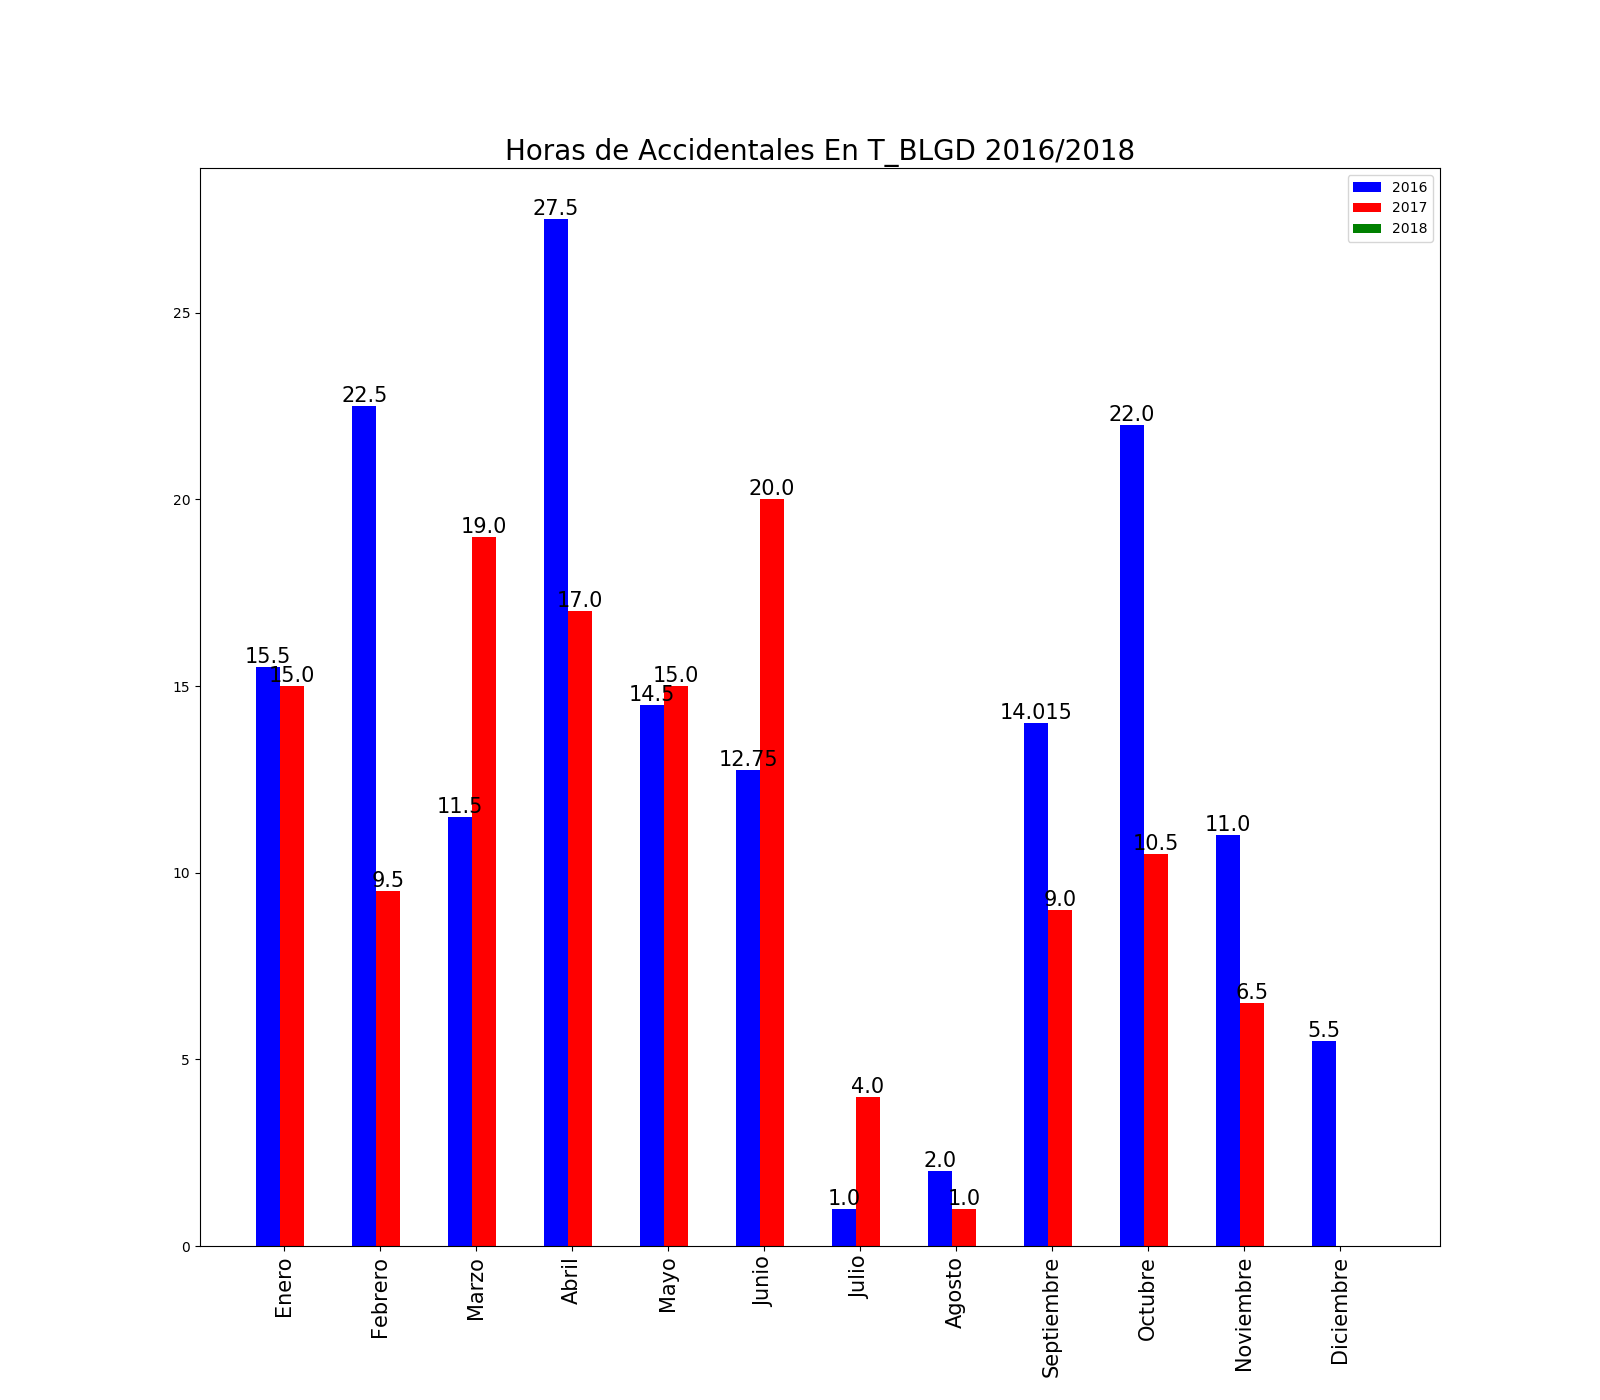 Horas de Accidentales En T_BLGD 2016/2018
2016
2017
2018
27.5
22.5
22.0
20.0
19.0
17.0
15.5
15.0
15.0
14.5
14.015
12.75
11.5
11.0
10.5
9.5
9.0
6.5
5.5
4.0
2.0
1.0
1.0
25
20
15
10
5
0
Enero
Febrero
Marzo
Abril
Mayo
Junio
Julio
Agosto
Septiembre
Octubre
Noviembre
Diciembre